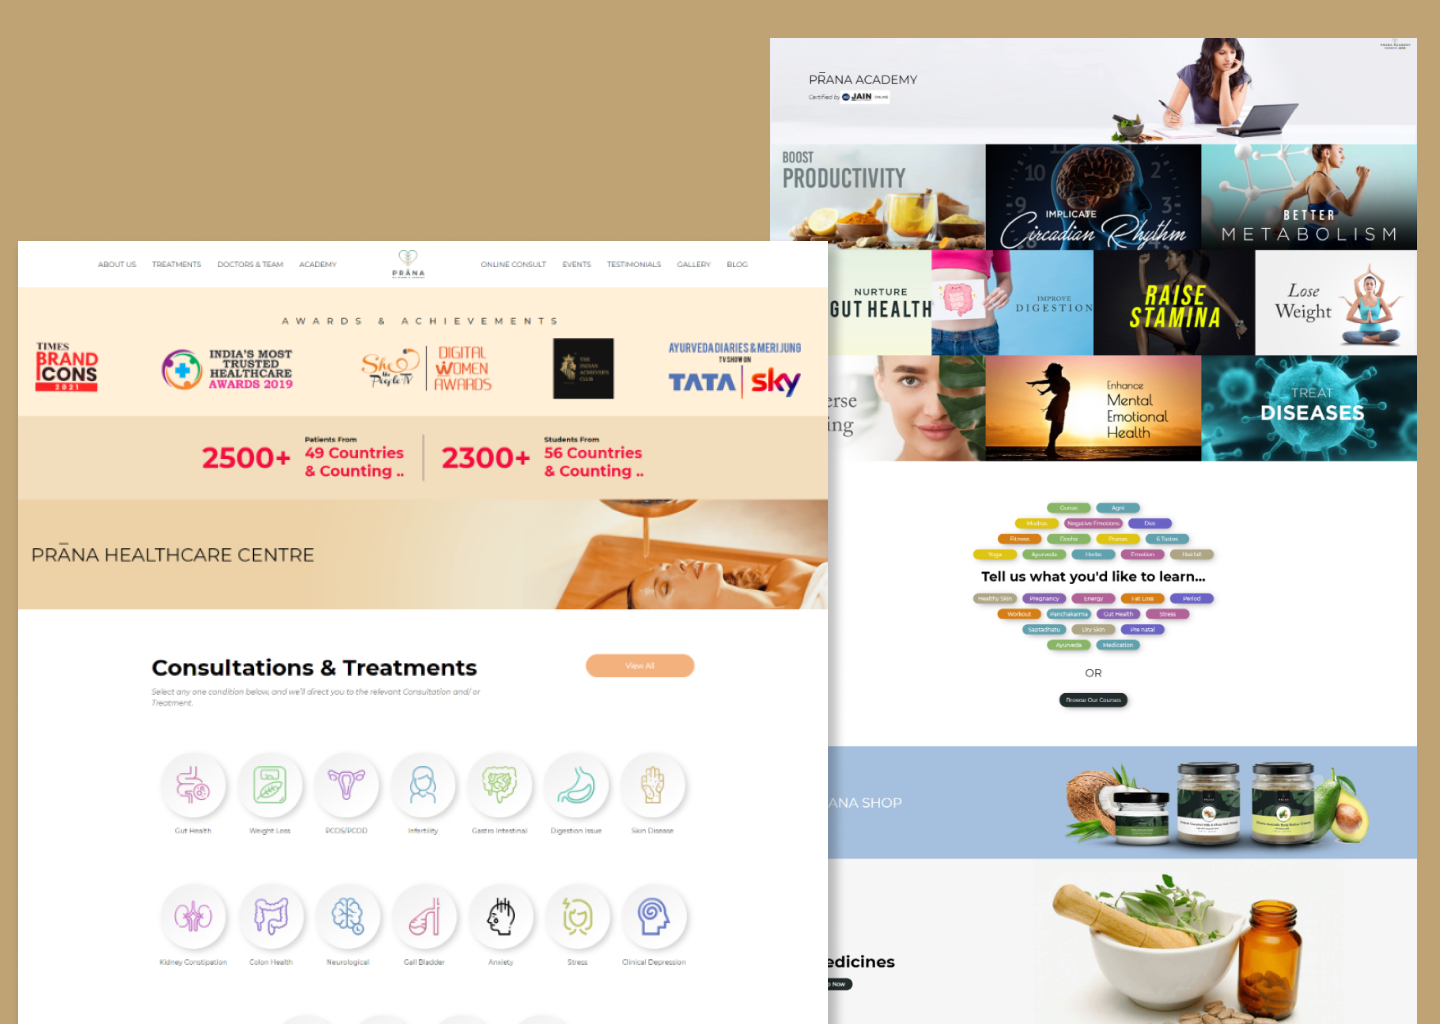 ABOUT US TREATMENTS DOCTORS & TEAM ACADEMY
PRĀNA
ONLINE CONSULT EVENTS TESTIMONIALS GALLERY BLOG
AWARDS & ACHIEVEMENTS
TIMES
BRAND
ICONS
2021
INDIA'S MOST
TRUSTED
HEALTHCARE
AWARDS 2019
She
the
People TV
DIGITAL
WOMEN
AWARDS
THE
INDIAN
ACHIEVER'S
CLUB
AYURVEDA DIARIES & MERI JUNG
TV SHOW ON
TATA sky
2500+
Patients From
49 Countries
& Counting ..
2300+
Students From
56 Countries
& Counting ..
PRĀNA HEALTHCARE CENTRE
Consultations & Treatments
View All
Select any one condition below, and we'll direct you to the relevant Consultation and/ or
Treatment.
Gut Health Weight Loss PCOS/PCOD Infertility Gastro Intestinal Digestion Issue Skin Disease
Kidney Constipation Colon Health Neurological Gall Bladder Anxiety Stress Clinical Depression
PRĀNA ACADEMY
Certified by JAIN ONLINE
BOOST
PRODUCTIVITY
IMPLICATE
Circadian Rhythm
BETTER
METABOLISM
NURTURE
GUT HEALTH
IMPROVE
DIGESTION
RAISE
STAMINA
Lose
Weight
erse
ing
Enhance
Mental
Emotional
Health
TREAT
DISEASES
Gunas Agni
Mudras Negative Emotions Diet
Fitness Dosha Pranas 6 Tastes
Yoga Ayurveda Herbs Emotion Hairfall
Tell us what you'd like to learn...
Healthy Skin Pregnancy Energy Fat Loss Period
Workout Panchakarma Gut Health Stress
Saptadhatu Dry Skin Pre natal
Ayurveda Medication
OR
Browse Our Courses
ANA SHOP
edicines
p Now